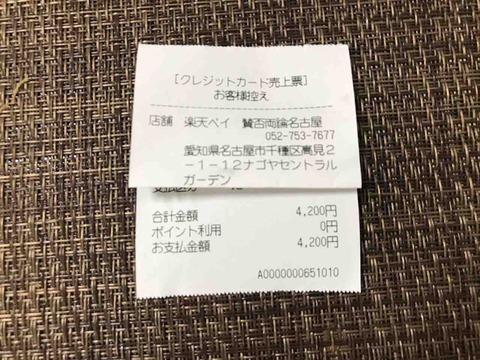 [クレジットカード売上票]
お客様控え
店舗　楽天ペイ　賛否両論名古屋
052-753-7677
愛知県名古屋市千種区高見2
-1-12ナゴヤセントラル
ガーデン
合計金額 4,200円
ポイント利用 0円
お支払金額 4,200円
A0000000651010